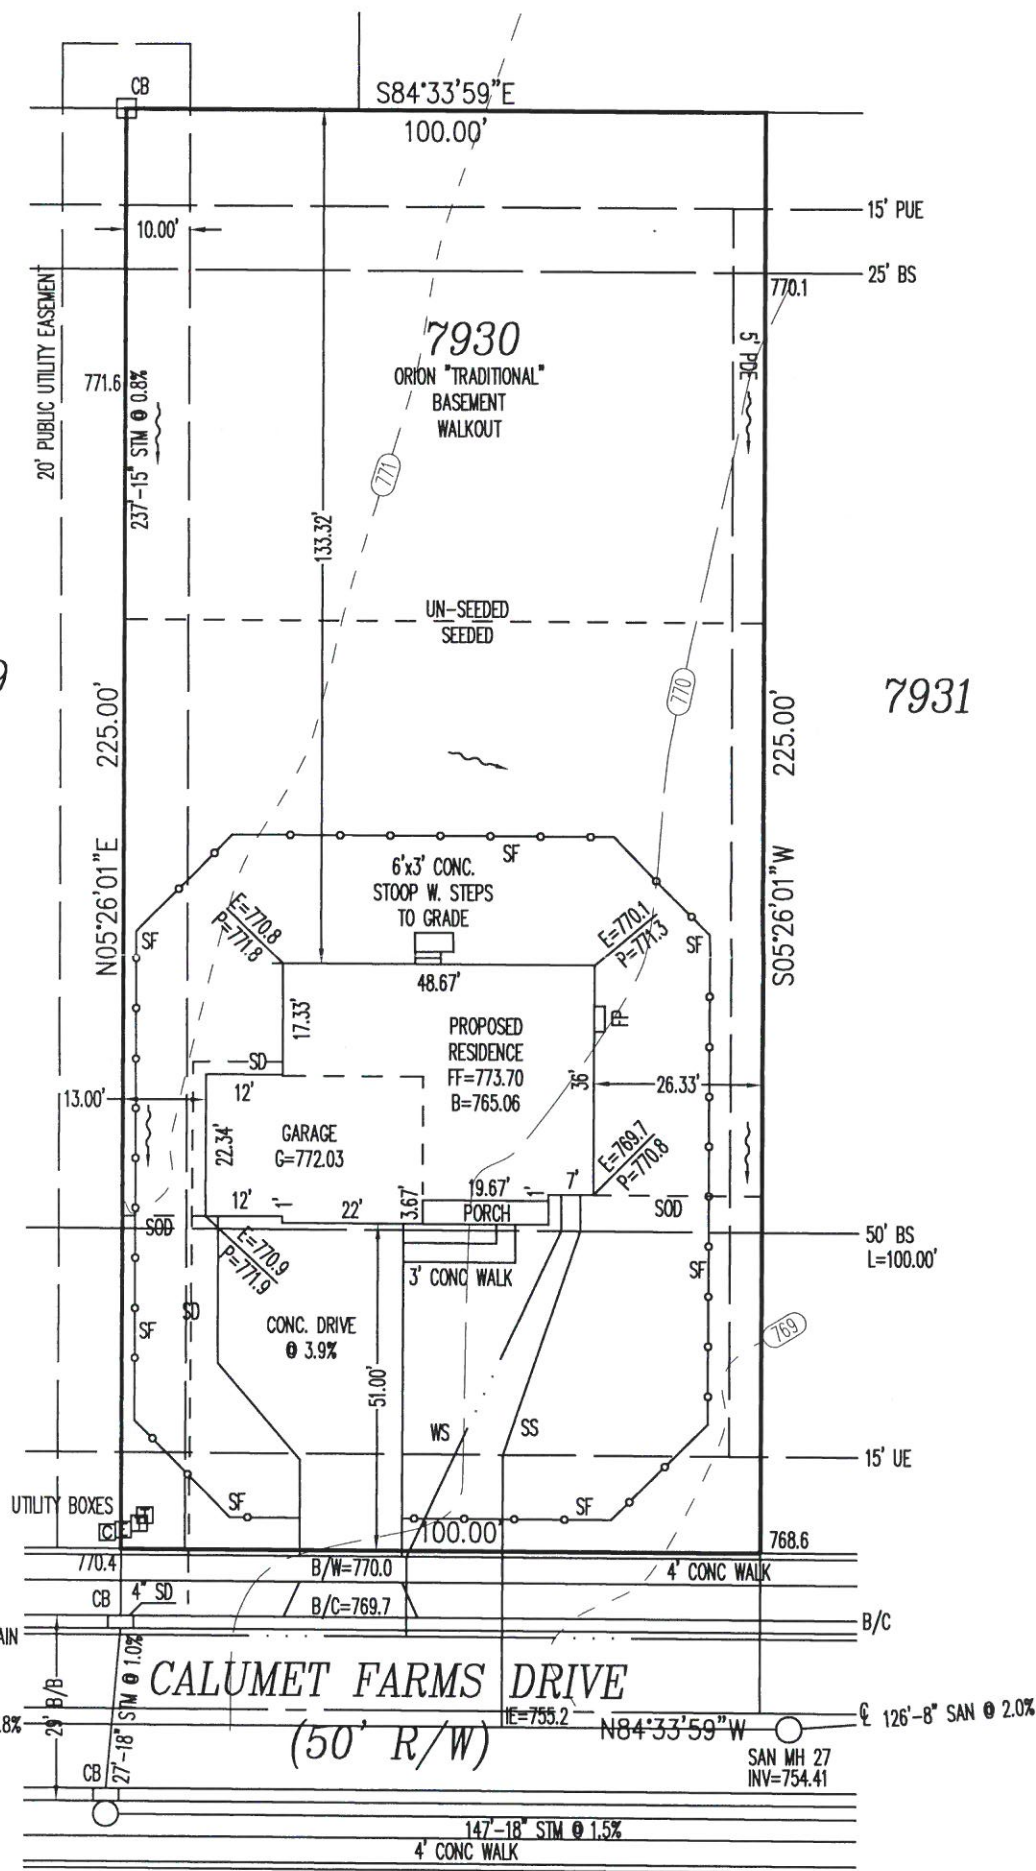 CB
S84°33'59"E
100.00'
15' PUE
10.00'
25' BS
770.1
20' PUBLIC UTILITY EASEMEN
7930
ORION "TRADITIONAL"
BASEMENT
WALKOUT
5' PDE
771.6
237'-15" STM @ 0.8%
771
133.32'
UN-SEEDED
SEEDED
9
770
7931
225.00'
N05°26'01"E
225.00'
S05°26'01"W
SF
6'x3' CONC.
STOOP W. STEPS
TO GRADE
E=770.8
P=771.8
E=770.1
P=771.3
SF
SF
48.67'
17.33'
PROPOSED
RESIDENCE
FF=773.70
B=765.06
FP
SD
36'
26.33'
13.00'
12'
22.34'
GARAGE
G=772.03
E=769.7
P=770.8
12'
1'
22'
3.67'
19.67'
PORCH
1'
7'
SOD
SOD
50' BS
L=100.00'
E=770.9
P=771.9
3' CONC WALK
SF
SD
SF
CONC. DRIVE
@ 3.9%
51.00'
769
WS
SS
15' UE
UTILITY BOXES
T
E
C
SF
SF
100.00'
768.6
770.4
B/W=770.0
4' CONC WALK
CB
4" SD
B/C=769.7
B/C
AIN
29' B/B
27'-18" STM @ 1.0%
CALUMET FARMS DRIVE
(50' R/W)
IE=755.2
N84°33'59"W
℄ 126'-8" SAN @ 2.0%
.8%
SAN MH 27
INV=754.41
CB
147'-18" STM @ 1.5%
4' CONC WALK